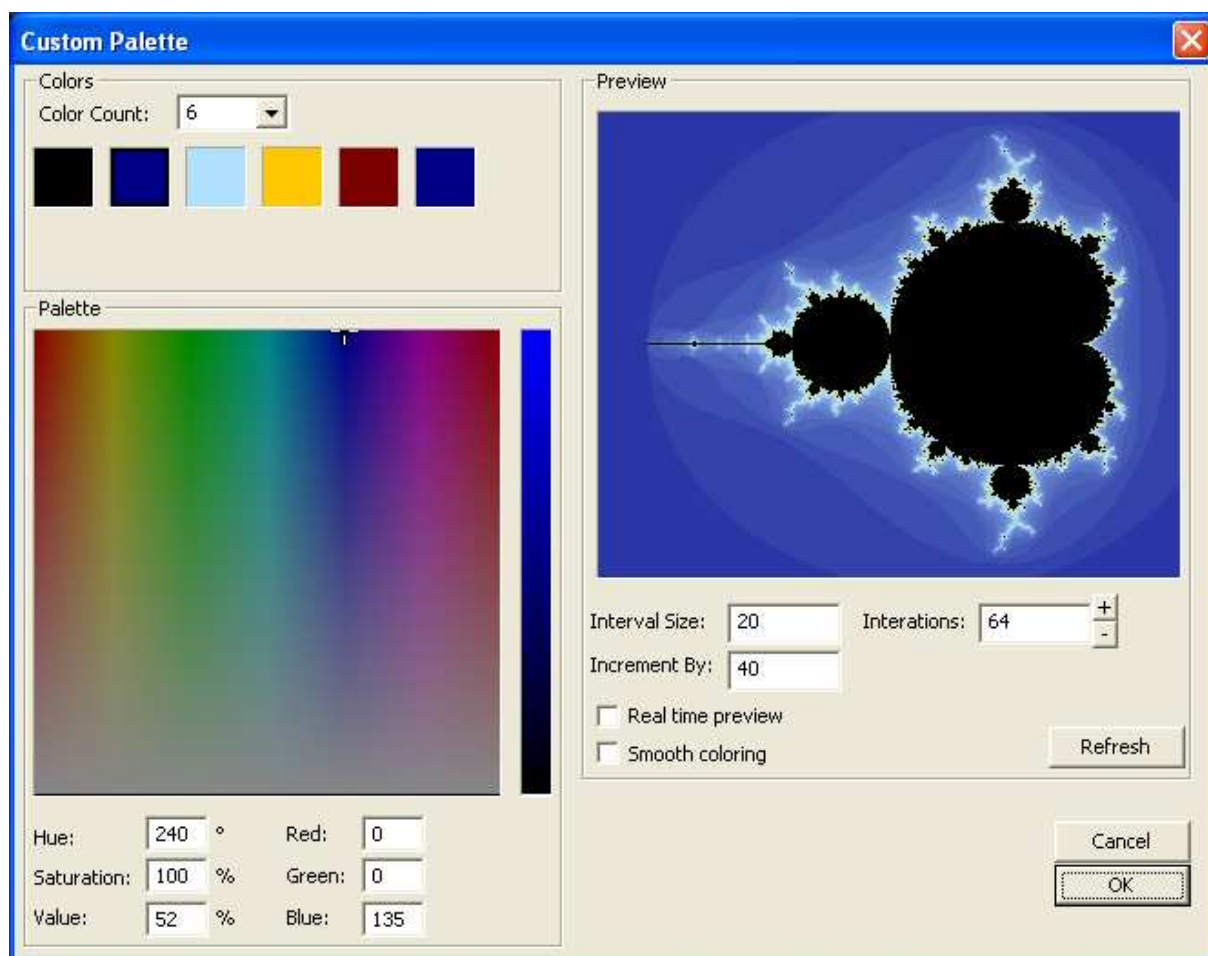 Custom Palette
Colors
Color Count: 6
Palette
Hue: 240 ° Red: 0
Saturation: 100 % Green: 0
Value: 52 % Blue: 135
Preview
Interval Size: 20 Interations: 64 + -
Increment By: 40
Real time preview
Smooth coloring
Refresh
Cancel
OK